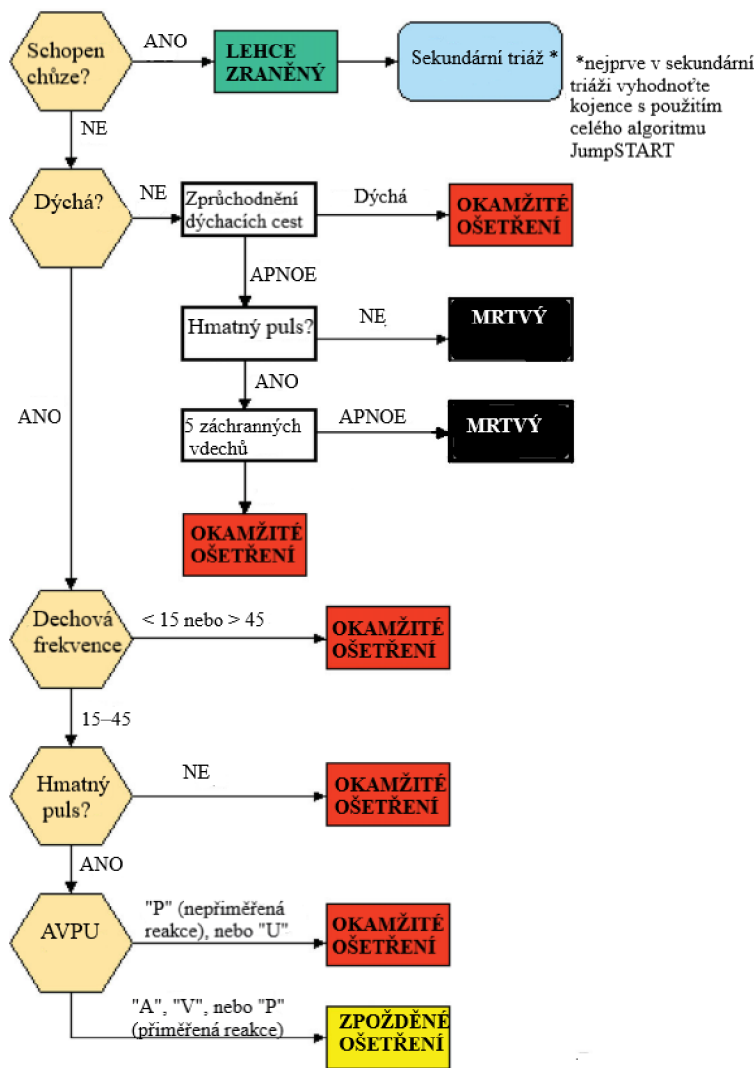 Schopen
chůze?
ANO
LEHCE
ZRANĚNÝ
Sekundární triáž *
*nejprve v sekundární
triáži vyhodnoťte
kojence s použitím
celého algoritmu
JumpSTART
NE
Dýchá?
NE
Zprůchodnění
dýchacích cest
Dýchá
OKAMŽITÉ
OŠETŘENÍ
APNOE
Hmatný puls?
NE
MRTVÝ
ANO
ANO
5 záchranných
vdechů
APNOE
MRTVÝ
OKAMŽITÉ
OŠETŘENÍ
Dechová
frekvence
< 15 nebo > 45
OKAMŽITÉ
OŠETŘENÍ
15–45
Hmatný
puls?
NE
OKAMŽITÉ
OŠETŘENÍ
ANO
AVPU
"P" (nepřiměřená
reakce), nebo "U"
OKAMŽITÉ
OŠETŘENÍ
"A", "V", nebo "P"
(přiměřená reakce)
ZPOŽDĚNÉ
OŠETŘENÍ